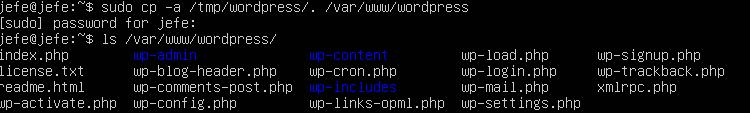 jefe@jefe:~$ sudo cp -a /tmp/wordpress/. /var/www/wordpress
[sudo] password for jefe:
jefe@jefe:~$ ls /var/www/wordpress/
index.php wp-admin wp-content wp-load.php wp-signup.php
license.txt wp-blog-header.php wp-cron.php wp-login.php wp-trackback.php
readme.html wp-comments-post.php wp-includes wp-mail.php xmlrpc.php
wp-activate.php wp-config.php wp-links-opml.php wp-settings.php